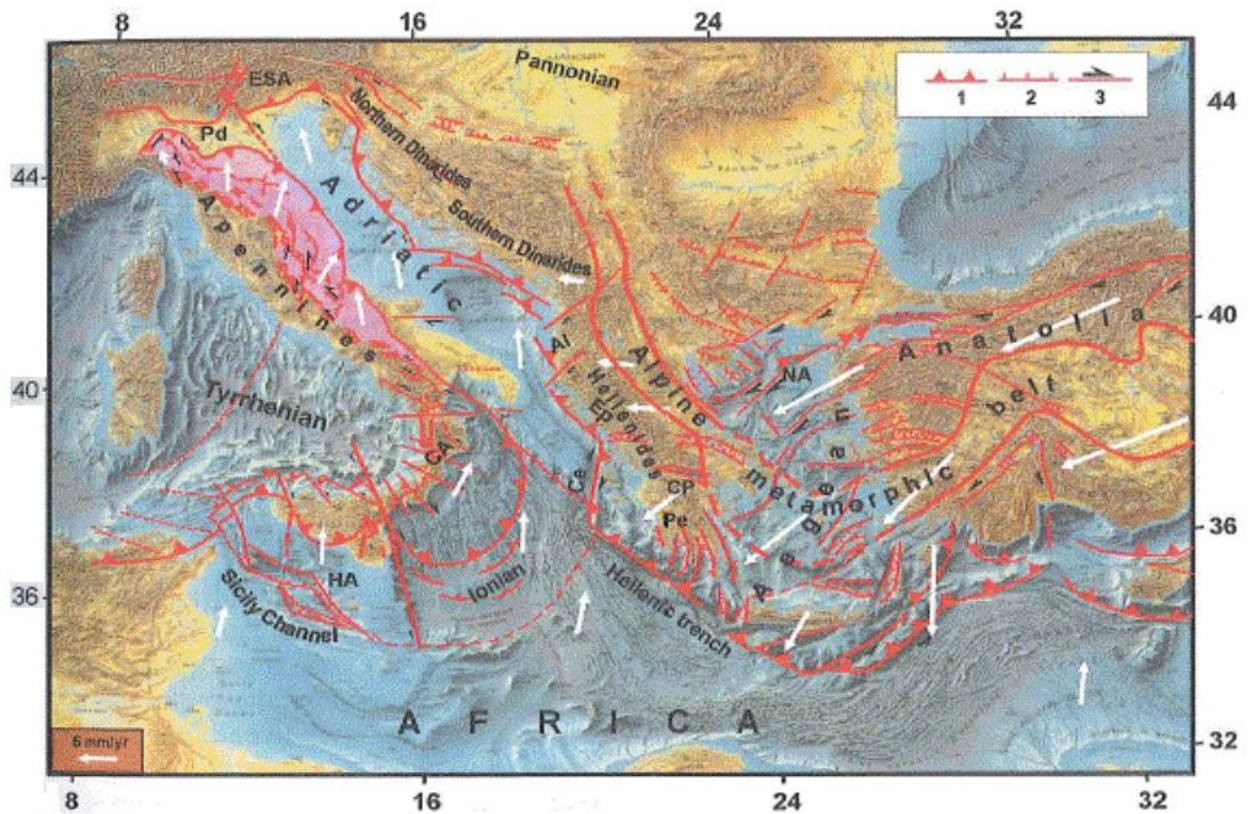 8 16 24 32
1 2 3
44
44
40
40
36
36
32
8 16 24 32
ESA
Pd
Pannonian
Northern Dinarides
Southern Dinarides
Adriatic
Apennines
Tyrrhenian
Al
Hellenides
Ep
Alpine
metamorphic
belt
Anatolia
NA
Aegean
CA
Ce
CP
Pe
HA
Sicily Channel
Ionian
Hellenic trench
AFRICA
6 mm/yr